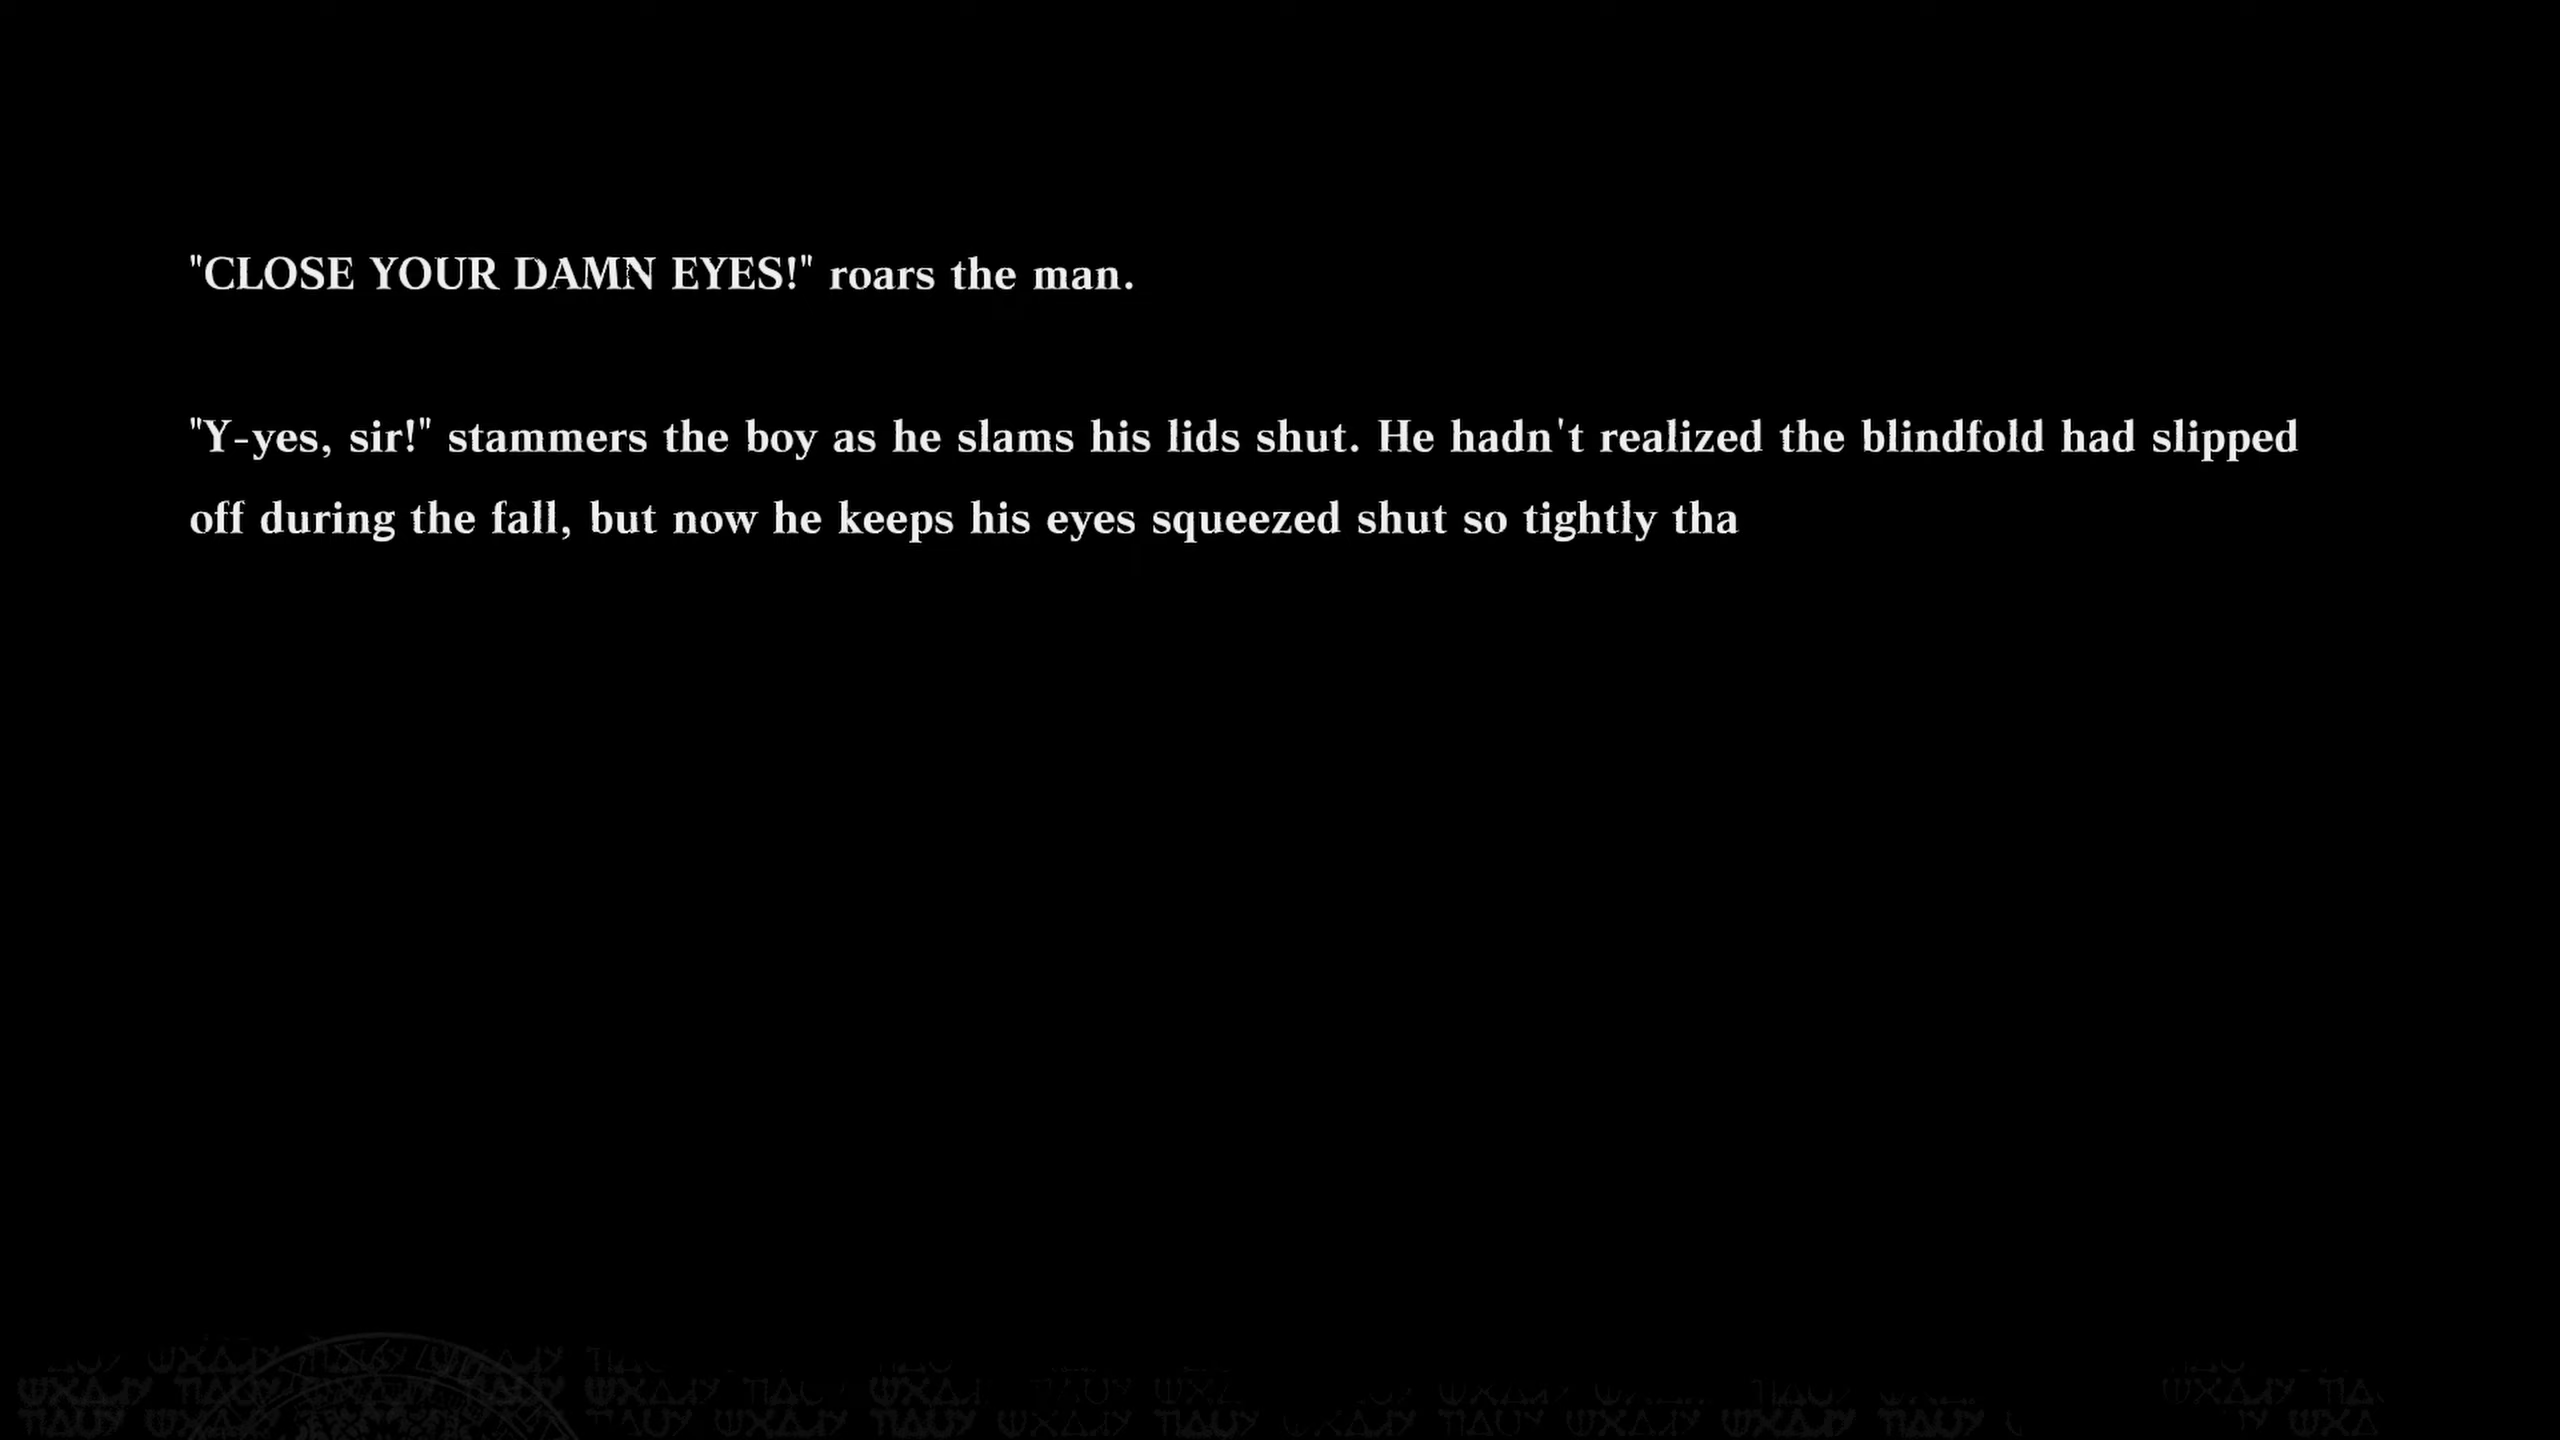 "CLOSE YOUR DAMN EYES!" roars the man.
"Y-yes, sir!" stammers the boy as he slams his lids shut. He hadn't realized the blindfold had slipped
off during the fall, but now he keeps his eyes squeezed shut so tightly tha